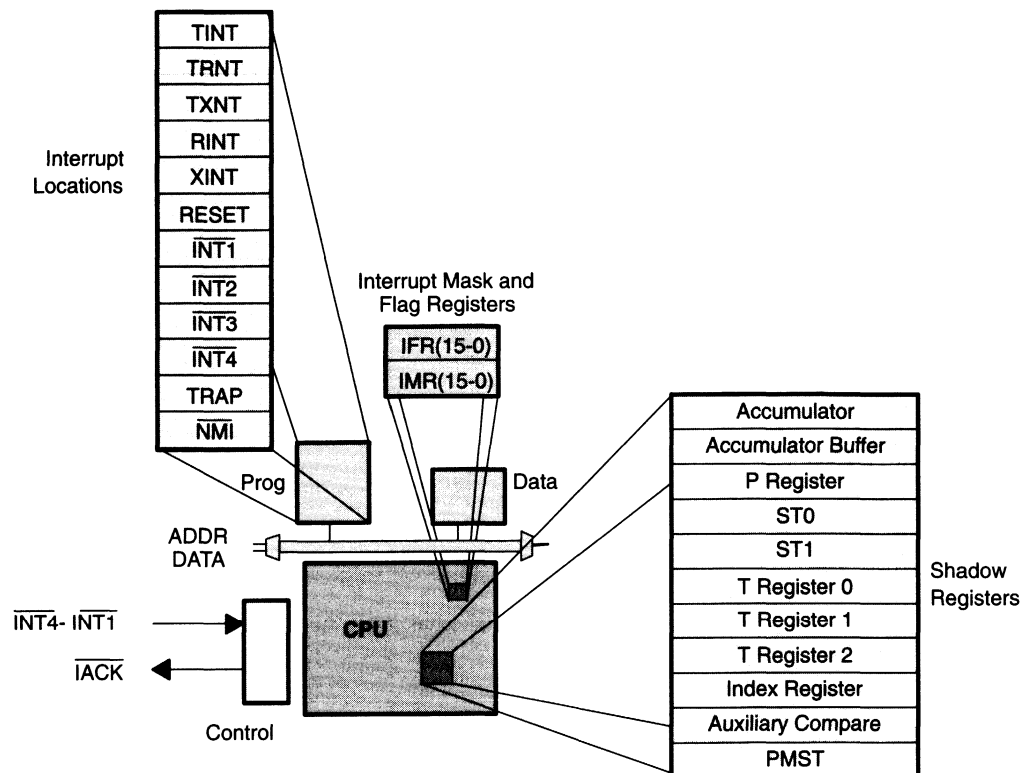 TINT
TRNT
TXNT
RINT
XINT
RESET
INT1
INT2
INT3
INT4
TRAP
NMI
Interrupt
Locations
Interrupt Mask and
Flag Registers
IFR(15-0)
IMR(15-0)
Prog
Data
ADDR
DATA
CPU
INT4- INT1
IACK
Control
Accumulator
Accumulator Buffer
P Register
ST0
ST1
T Register 0
T Register 1
T Register 2
Index Register
Auxiliary Compare
PMST
Shadow
Registers